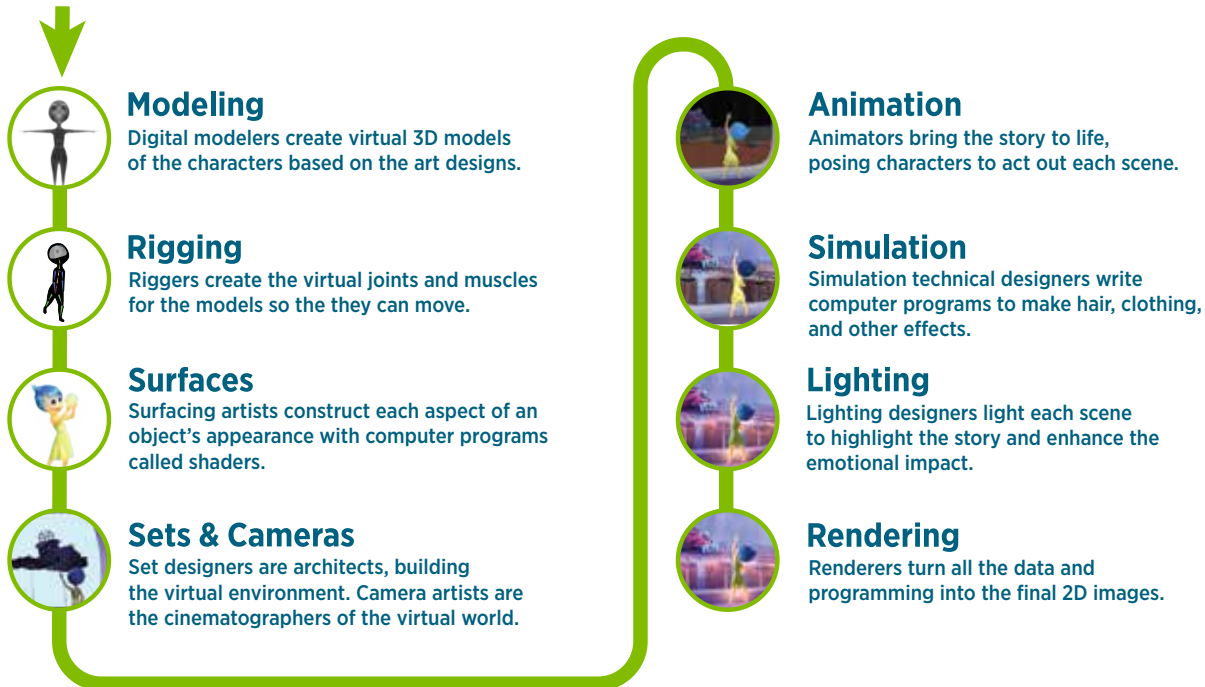 Modeling
Digital modelers create virtual 3D models
of the characters based on the art designs.
Rigging
Riggers create the virtual joints and muscles
for the models so the they can move.
Surfaces
Surfacing artists construct each aspect of an
object’s appearance with computer programs
called shaders.
Sets & Cameras
Set designers are architects, building
the virtual environment. Camera artists are
the cinematographers of the virtual world.
Animation
Animators bring the story to life,
posing characters to act out each scene.
Simulation
Simulation technical designers write
computer programs to make hair, clothing,
and other effects.
Lighting
Lighting designers light each scene
to highlight the story and enhance the
emotional impact.
Rendering
Renderers turn all the data and
programming into the final 2D images.